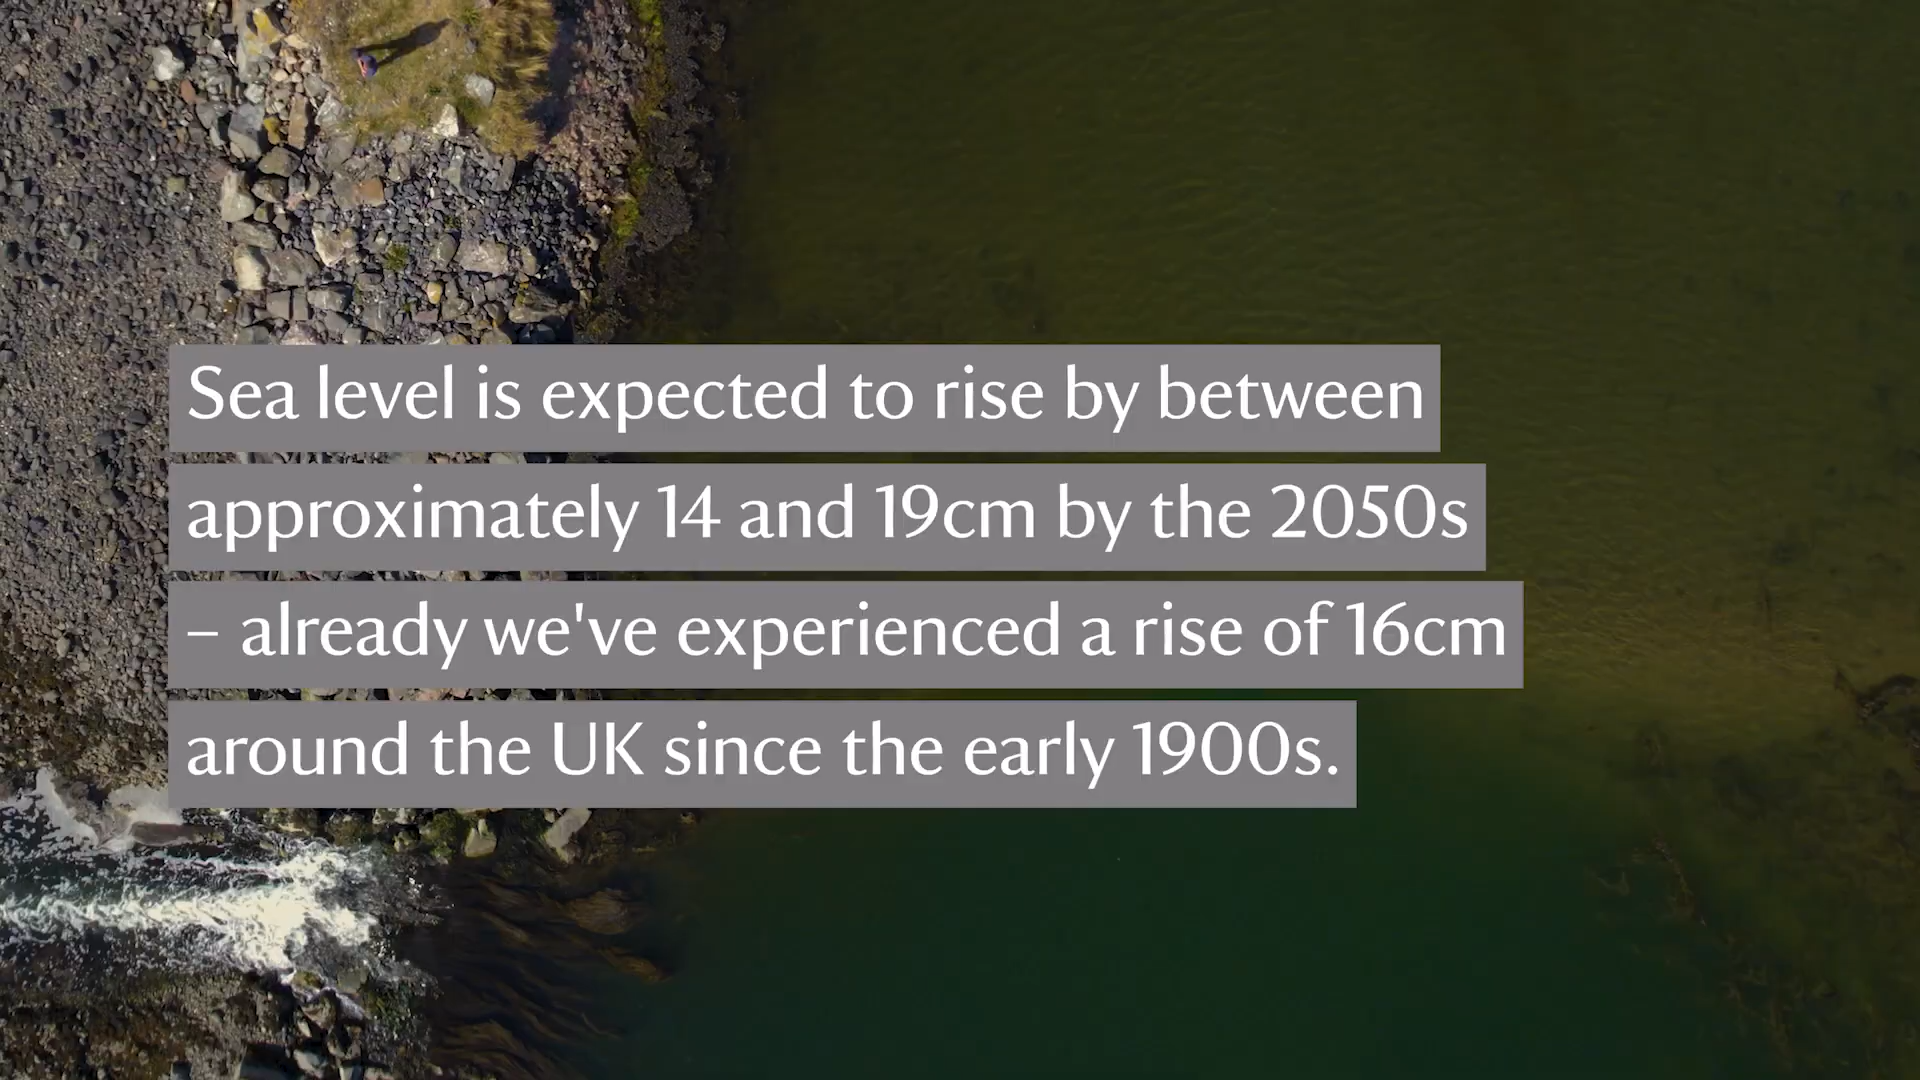 Sea level is expected to rise by between
approximately 14 and 19cm by the 2050s
– already we've experienced a rise of 16cm
around the UK since the early 1900s.